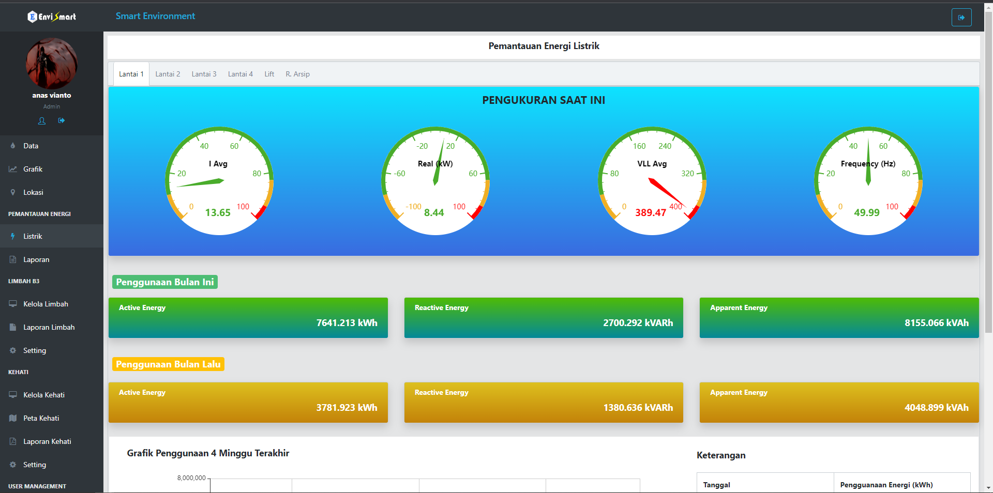 EnviSmart
Smart Environment
anas vianto
Admin
Data
Grafik
Lokasi
PEMANTAUAN ENERGI
Listrik
Laporan
LIMBAH B3
Kelola Limbah
Laporan Limbah
Setting
KEHATI
Kelola Kehati
Peta Kehati
Laporan Kehati
Setting
USER MANAGEMENT
Pemantauan Energi Listrik
Lantai 1 Lantai 2 Lantai 3 Lantai 4 Lift R. Arsip
PENGUKURAN SAAT INI
0 20 40 60 80 100
I Avg
13.65
-100 -60 -20 20 60 100
Real (kW)
8.44
0 80 160 240 320 400
VLL Avg
389.47
0 20 40 60 80 100
Frequency (Hz)
49.99
Penggunaan Bulan Ini
Active Energy
7641.213 kWh
Reactive Energy
2700.292 kVARh
Apparent Energy
8155.066 kVAh
Penggunaan Bulan Lalu
Active Energy
3781.923 kWh
Reactive Energy
1380.636 kVARh
Apparent Energy
4048.899 kVAh
Grafik Penggunaan 4 Minggu Terakhir
8,000,000
Keterangan
Tanggal Pengguanaan Energi (kWh)